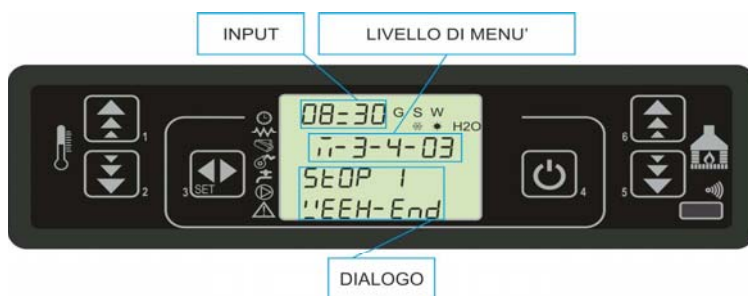 INPUT
LIVELLO DI MENU'
08=30 G S W
H2O
m-3-4-03
StOP 1
WEEK-End
1
2
3 SET
4
5
6
DIALOGO